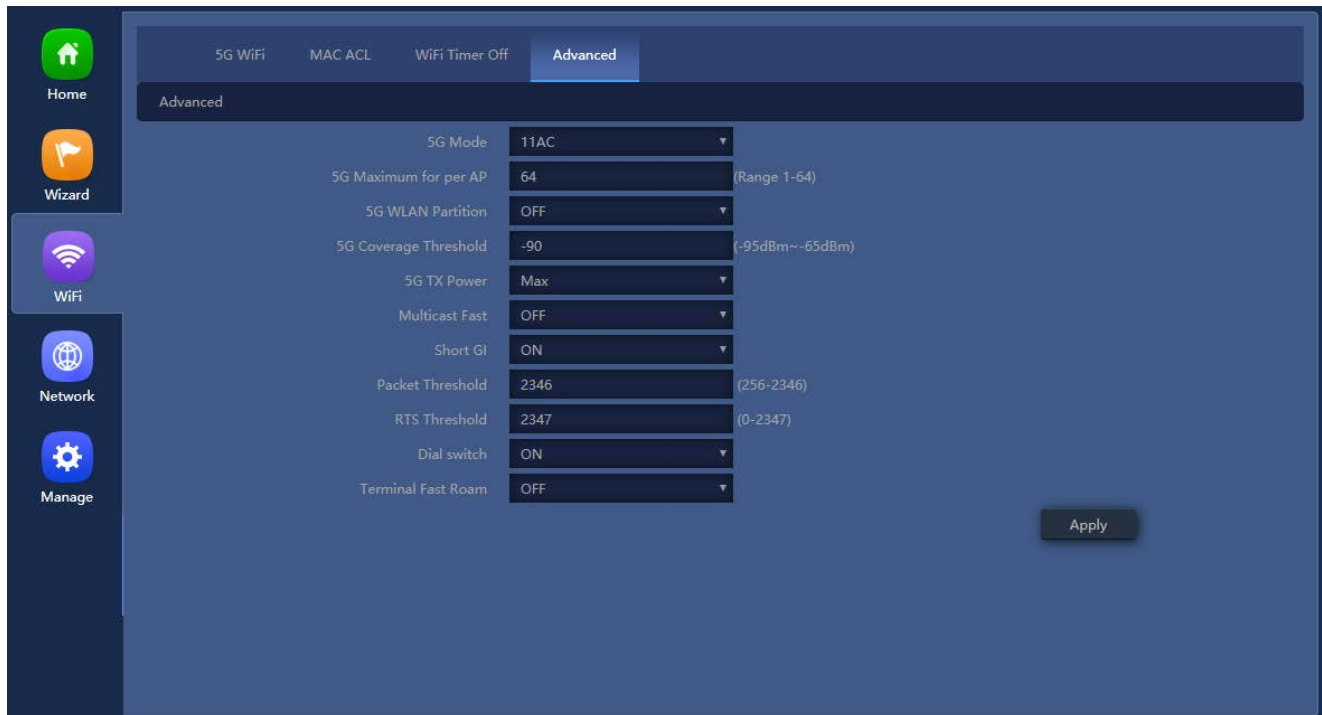 Home
Wizard
WiFi
Network
Manage
5G WiFi MAC ACL WiFi Timer Off Advanced
Advanced
5G Mode 11AC
5G Maximum for per AP 64 (Range 1-64)
5G WLAN Partition OFF
5G Coverage Threshold -90 (-95dBm~-65dBm)
5G TX Power Max
Multicast Fast OFF
Short GI ON
Packet Threshold 2346 (256-2346)
RTS Threshold 2347 (0-2347)
Dial switch ON
Terminal Fast Roam OFF
Apply